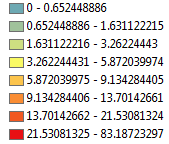 0 - 0.652448886
0.652448886 - 1.631122215
1.631122216 - 3.26224443
3.262244431 - 5.872039974
5.872039975 - 9.134284405
9.134284406 - 13.70142661
13.70142662 - 21.53081324
21.53081325 - 83.18723297